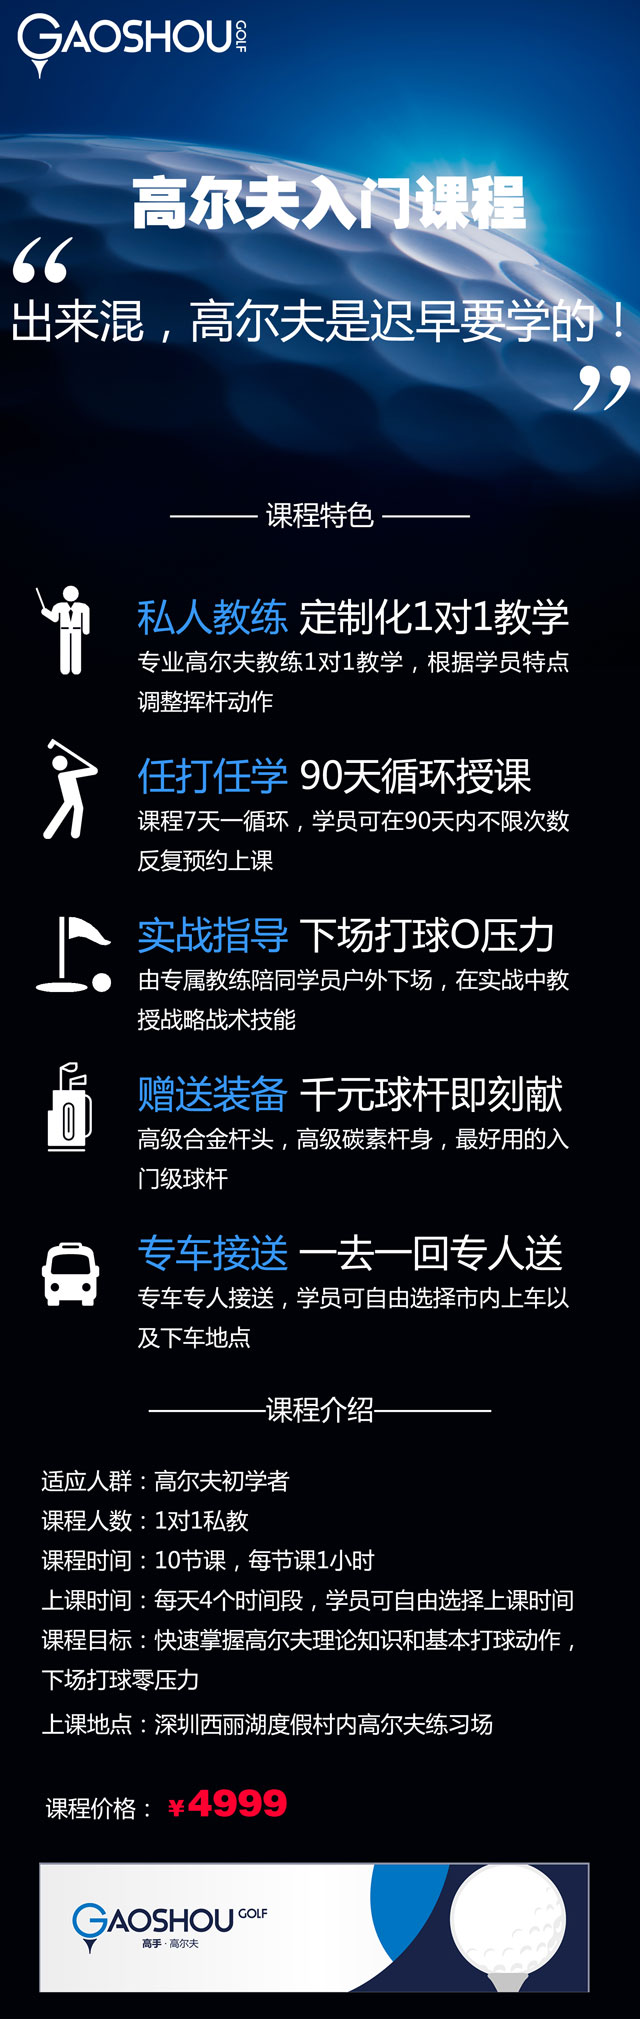 GAOSHOU GOLF
高尔夫入门课程
“
出来混，高尔夫是迟早要学的！
”
课程特色
私人教练 定制化1对1教学
专业高尔夫教练1对1教学，根据学员特点
调整挥杆动作
任打任学 90天循环授课
课程7天一循环，学员可在90天内不限次数
反复预约上课
实战指导 下场打球O压力
由专属教练陪同学员户外下场，在实战中教
授战略战术技能
赠送装备 千元球杆即刻献
高级合金杆头，高级碳素杆身，最好用的入
门级球杆
专车接送 一去一回专人送
专车专人接送，学员可自由选择市内上车以
及下车地点
课程介绍
适应人群：高尔夫初学者
课程人数：1对1私教
课程时间：10节课，每节课1小时
上课时间：每天4个时间段，学员可自由选择上课时间
课程目标：快速掌握高尔夫理论知识和基本打球动作，
下场打球零压力
上课地点：深圳西丽湖度假村内高尔夫练习场
课程价格：¥4999
GAOSHOU GOLF
高手·高尔夫